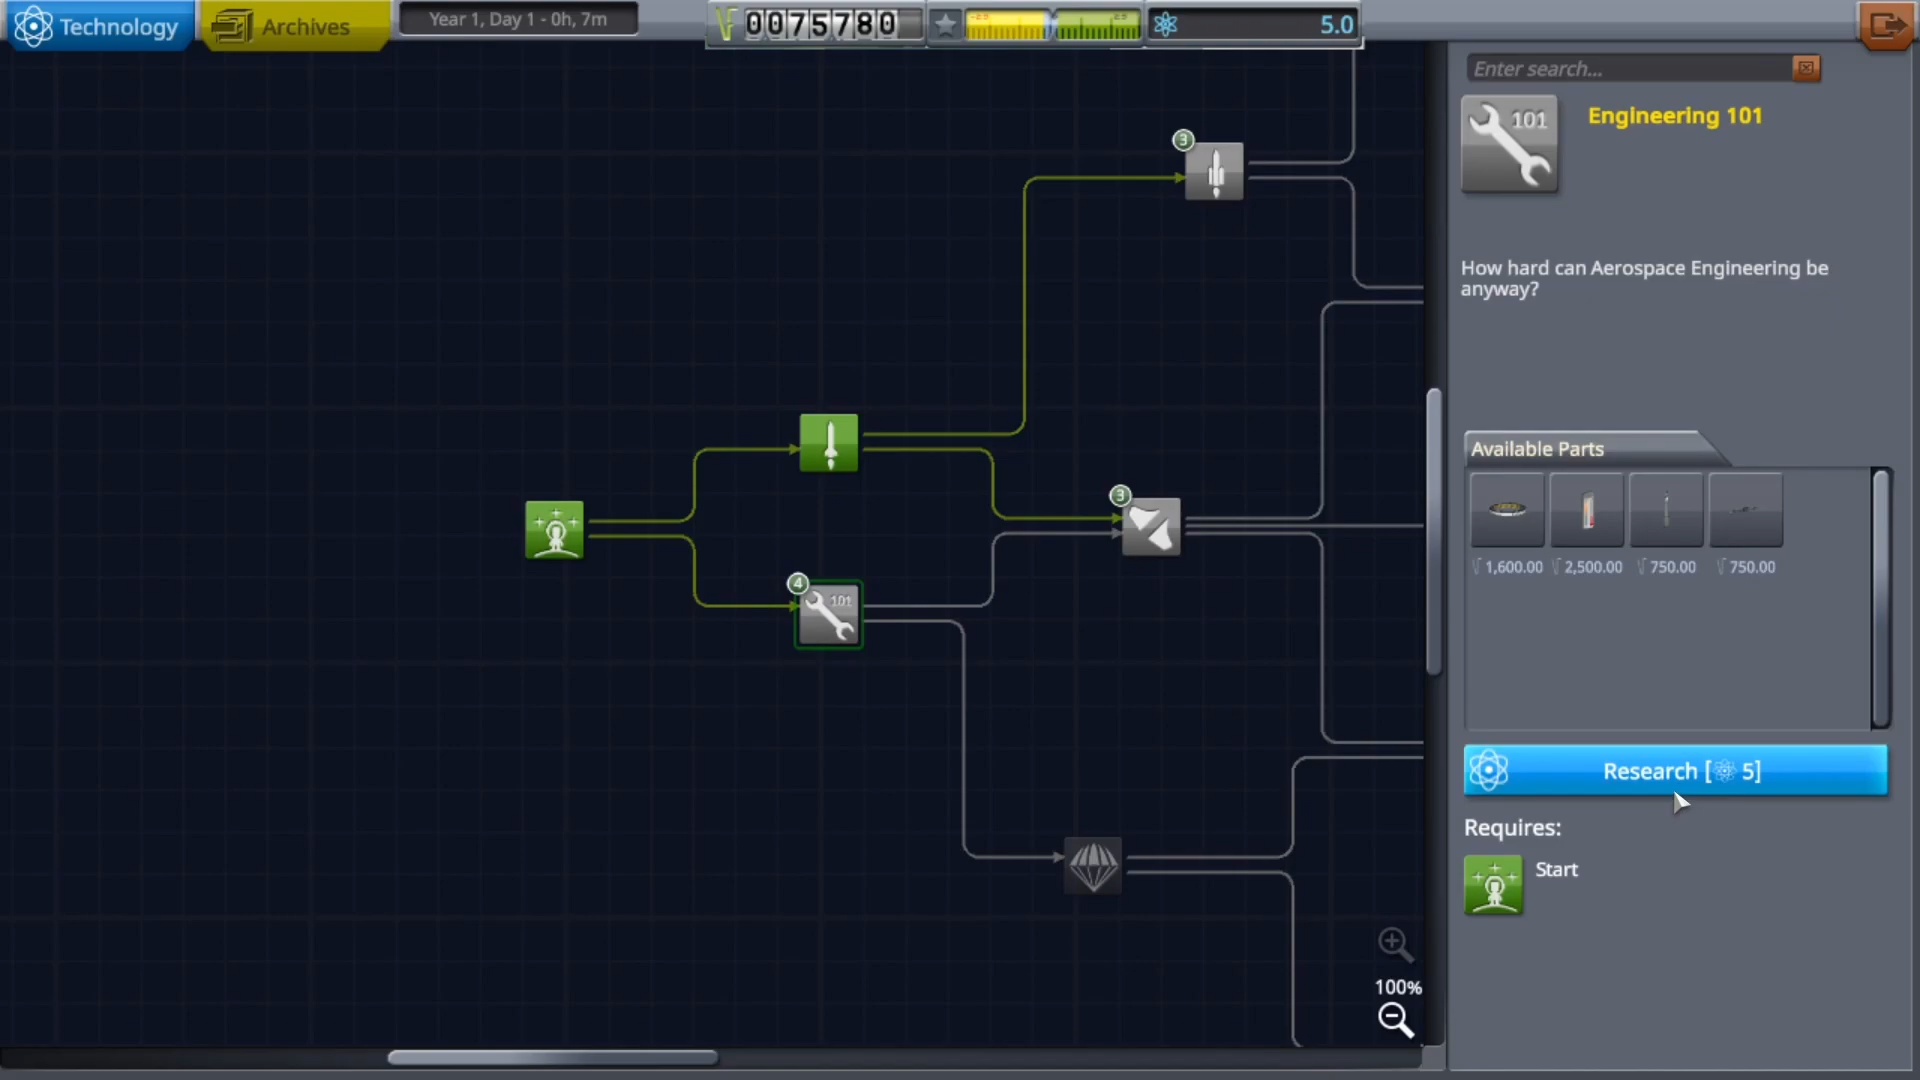 Technology
Archives
Year 1, Day 1 - 0h, 7m
0075780
5.0
Enter search...
101
Engineering 101
How hard can Aerospace Engineering be
anyway?
3
3
4
101
Available Parts
1,600.00
2,500.00
750.00
750.00
Research [ 5]
Requires:
Start
100%